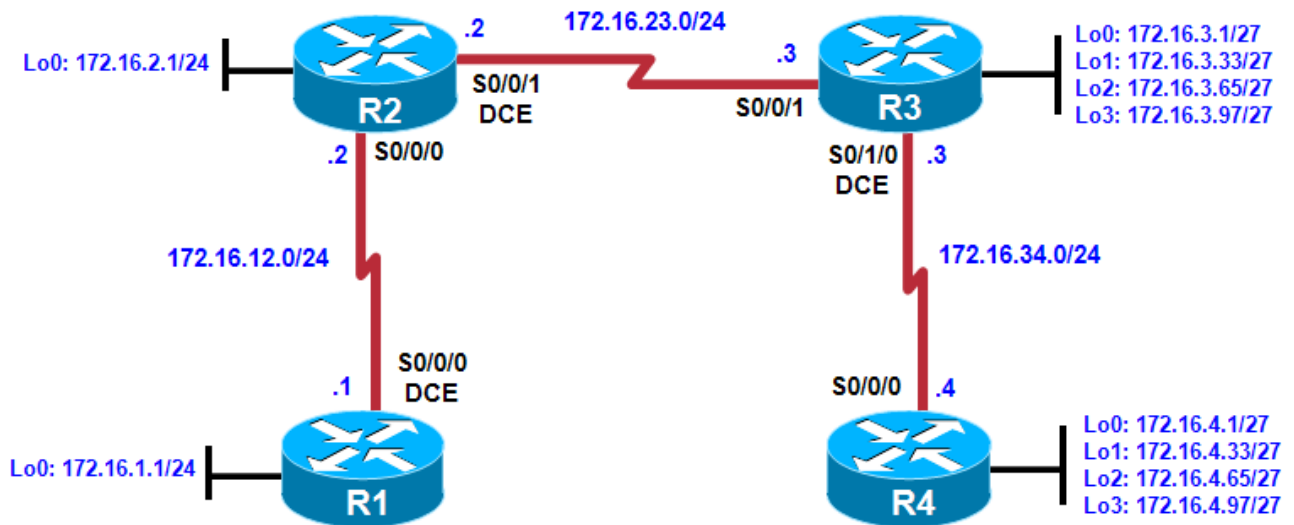 172.16.23.0/24
Lo0: 172.16.2.1/24
.2
S0/0/1
DCE
R2
.2
S0/0/0
.3
S0/0/1
R3
Lo0: 172.16.3.1/27
Lo1: 172.16.3.33/27
Lo2: 172.16.3.65/27
Lo3: 172.16.3.97/27
S0/1/0
DCE
.3
172.16.12.0/24
172.16.34.0/24
S0/0/0
DCE
.1
Lo0: 172.16.1.1/24
R1
S0/0/0
.4
R4
Lo0: 172.16.4.1/27
Lo1: 172.16.4.33/27
Lo2: 172.16.4.65/27
Lo3: 172.16.4.97/27